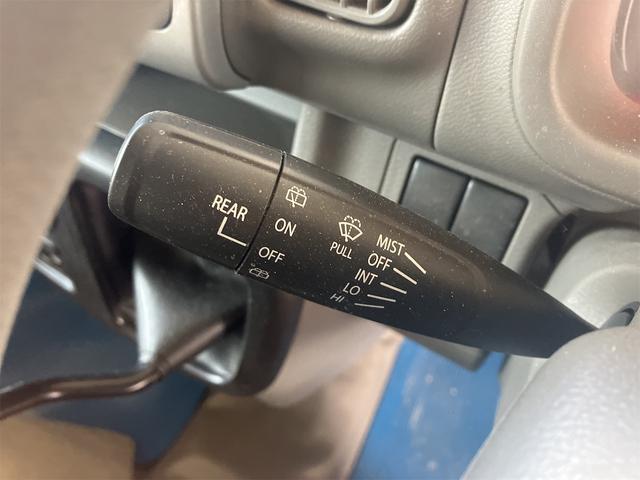 REAR
ON
OFF
PULL
MIST
OFF
INT
LO
HI